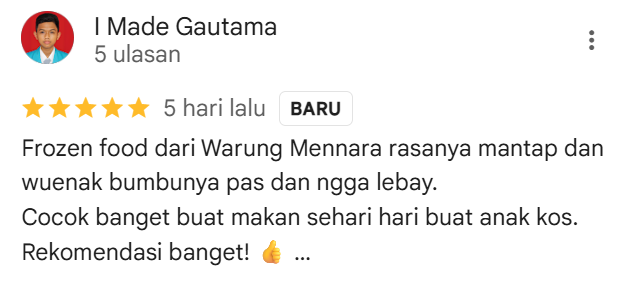 I Made Gautama
5 ulasan
5 hari lalu BARU
Frozen food dari Warung Mennara rasanya mantap dan
wuenak bumbunya pas dan ngga lebay.
Cocok banget buat makan sehari hari buat anak kos.
Rekomendasi banget! 👍 ...